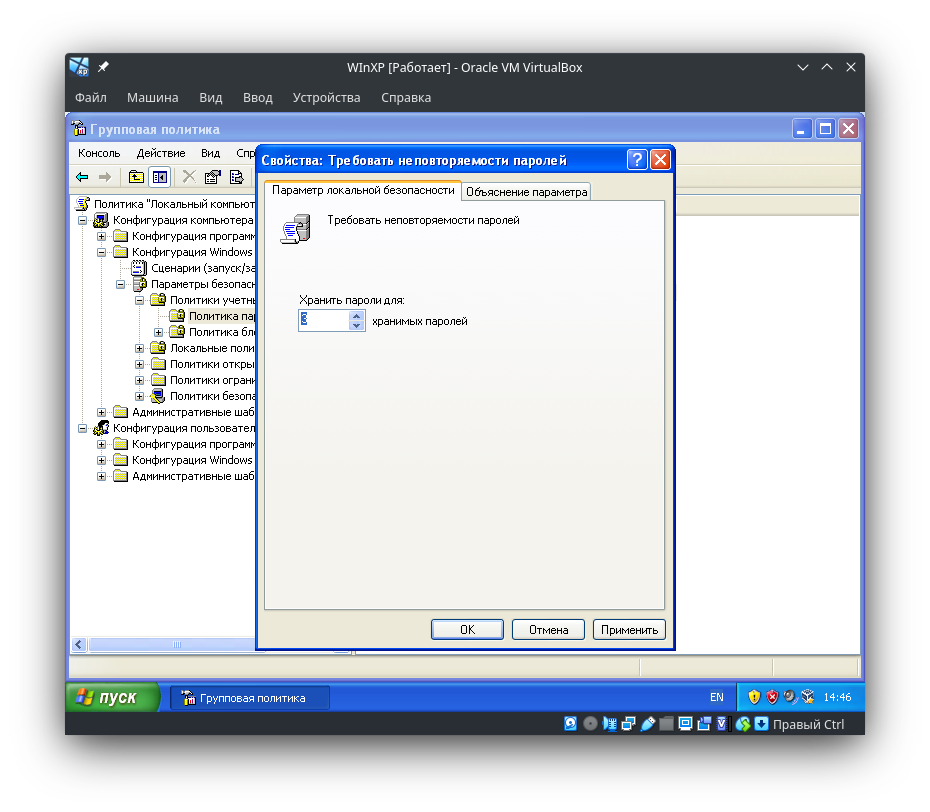 WInXP [Работает] - Oracle VM VirtualBox
Файл Машина Вид Ввод Устройства Справка
Групповая политика
Консоль Действие Вид Спр
Свойства: Требовать неповторяемости паролей
Параметр локальной безопасности Объяснение параметра
Требовать неповторяемости паролей
Хранить пароли для:
хранимых паролей
OK Отмена Применить
Политика "Локальный компьют
Конфигурация компьютера
Конфигурация программ
Конфигурация Windows
Сценарии (запуск/за
Параметры безопасн
Политики учетн
Политика пар
Политика бло
Локальные поли
Политики откры
Политики ограни
Политики безопа
Административные шаб
Конфигурация пользовател
Конфигурация программ
Конфигурация Windows
Административные шаб
пуск Групповая политика EN 14:46
Правый Ctrl